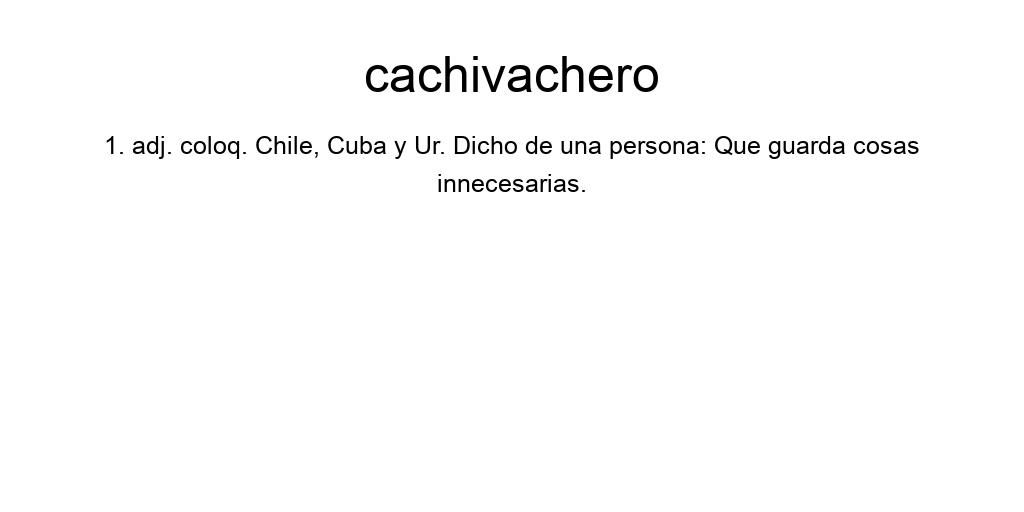 cachivachero
1. adj. coloq. Chile, Cuba y Ur. Dicho de una persona: Que guarda cosas
innecesarias.